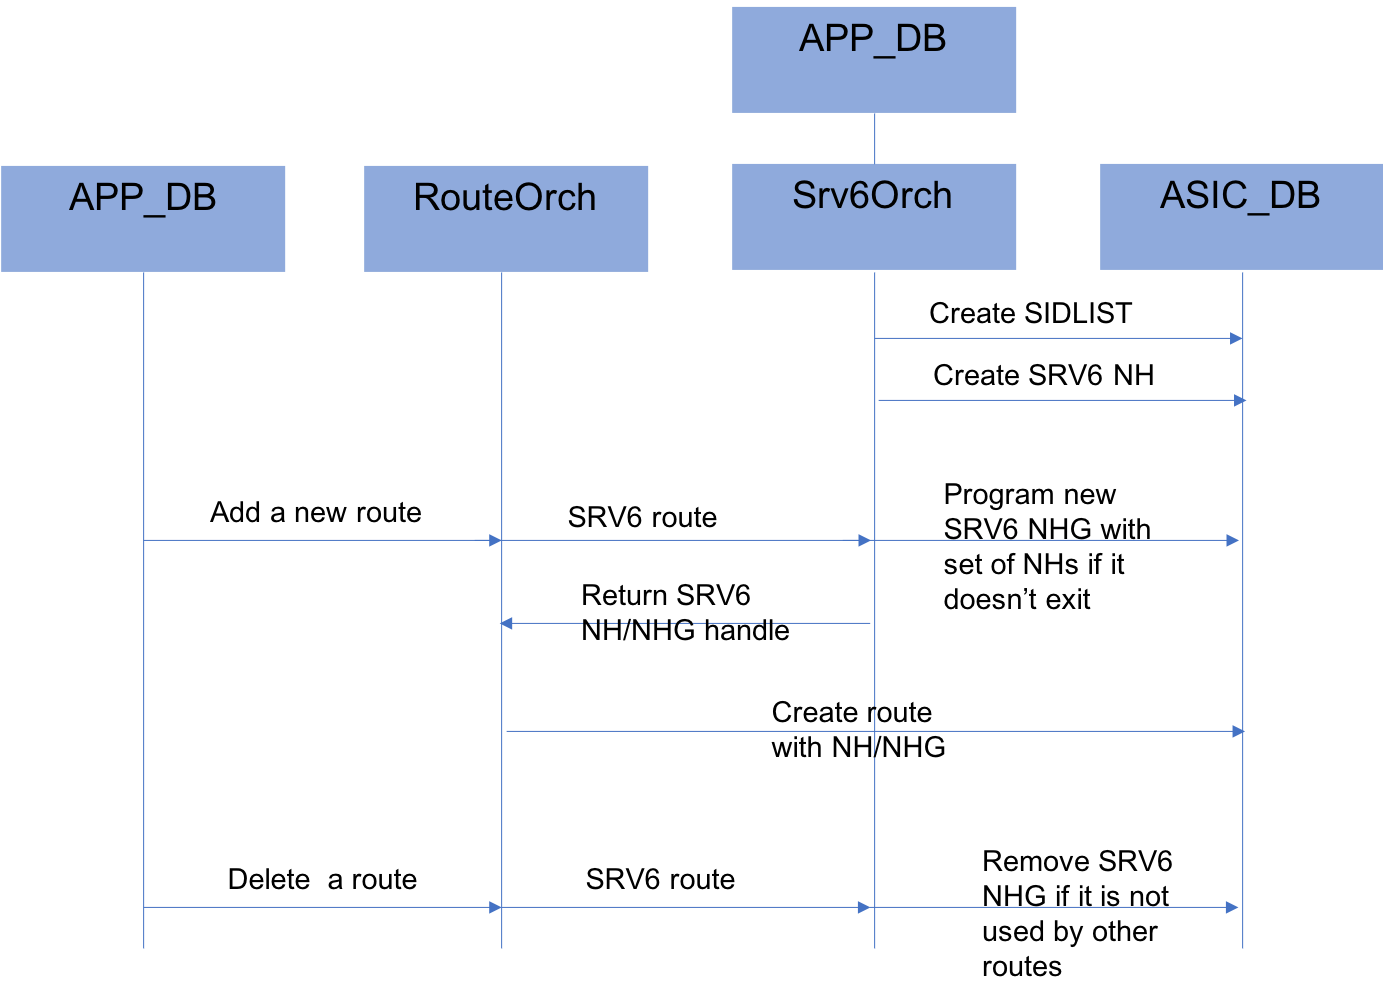 APP_DB
APP_DB
RouteOrch
Srv6Orch
ASIC_DB
Create SIDLIST
Create SRV6 NH
Add a new route
SRV6 route
Program new
SRV6 NHG with
set of NHs if it
doesn’t exit
Return SRV6
NH/NHG handle
Create route
with NH/NHG
Delete  a route
SRV6 route
Remove SRV6
NHG if it is not
used by other
routes